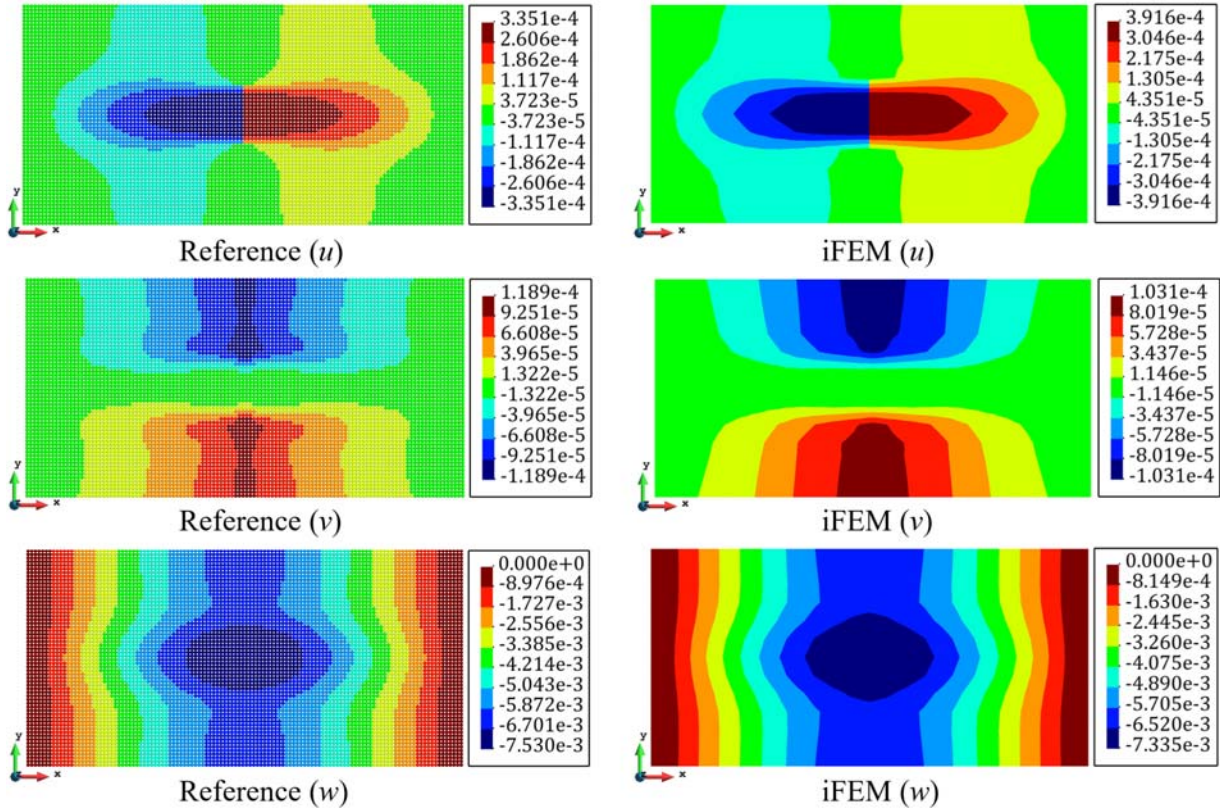 3.351e-4
2.606e-4
1.862e-4
1.117e-4
3.723e-5
-3.723e-5
-1.117e-4
-1.862e-4
-2.606e-4
-3.351e-4
y
x
Reference (u)
3.916e-4
3.046e-4
2.175e-4
1.305e-4
4.351e-5
-4.351e-5
-1.305e-4
-2.175e-4
-3.046e-4
-3.916e-4
y
x
iFEM (u)
1.189e-4
9.251e-5
6.608e-5
3.965e-5
1.322e-5
-1.322e-5
-3.965e-5
-6.608e-5
-9.251e-5
-1.189e-4
y
x
Reference (v)
1.031e-4
8.019e-5
5.728e-5
3.437e-5
1.146e-5
-1.146e-5
-3.437e-5
-5.728e-5
-8.019e-5
-1.031e-4
y
x
iFEM (v)
0.000e+0
-8.976e-4
-1.727e-3
-2.556e-3
-3.385e-3
-4.214e-3
-5.043e-3
-5.872e-3
-6.701e-3
-7.530e-3
y
x
Reference (w)
0.000e+0
-8.149e-4
-1.630e-3
-2.445e-3
-3.260e-3
-4.075e-3
-4.890e-3
-5.705e-3
-6.520e-3
-7.335e-3
y
x
iFEM (w)